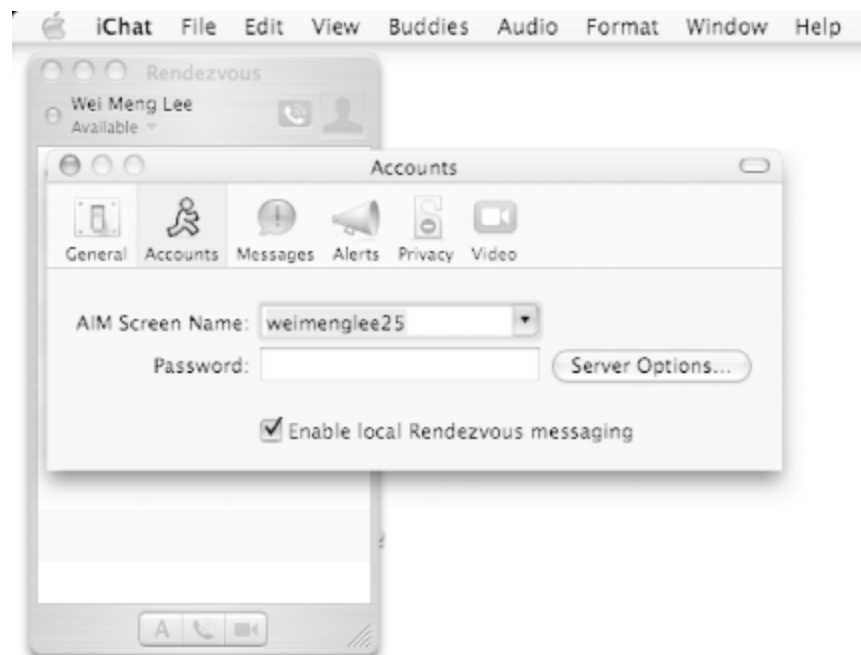 iChat File Edit View Buddies Audio Format Window Help
Rendezvous
Wei Meng Lee
Available
Accounts
General Accounts Messages Alerts Privacy Video
AIM Screen Name: weimenglee25
Password:
Server Options...
Enable local Rendezvous messaging
A